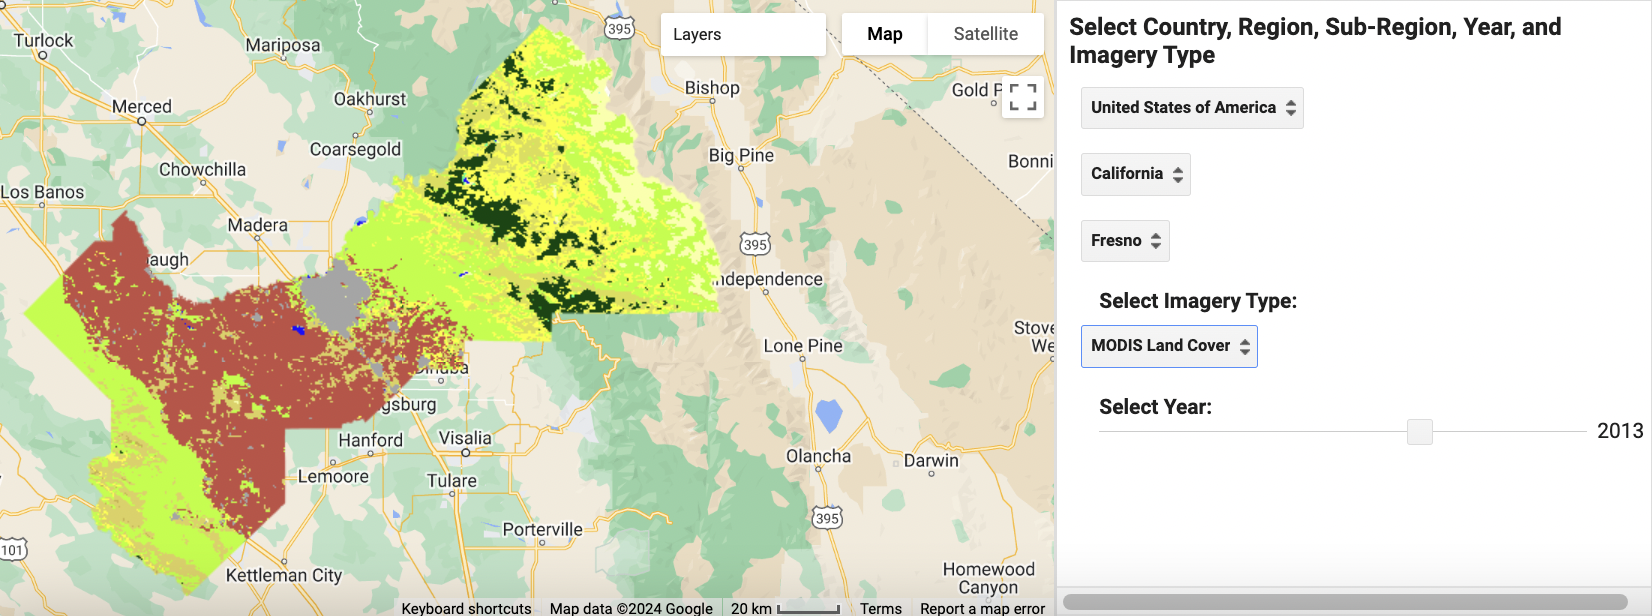 Turlock
Mariposa
395
Layers
Map
Satellite
Merced
Oakhurst
Bishop
Gold P
Coarsegold
Big Pine
Bonni
Chowchilla
Los Banos
Madera
395
augh
ndependence
Stove
We
Lone Pine
Dinuba
gsburg
Hanford
Visalia
Olancha
Darwin
Lemoore
Tulare
395
Porterville
101
Kettleman City
Homewood
Canyon
Keyboard shortcuts
Map data ©2024 Google
20 km
Terms
Report a map error
Select Country, Region, Sub-Region, Year, and
Imagery Type
United States of America
California
Fresno
Select Imagery Type:
MODIS Land Cover
Select Year:
2013